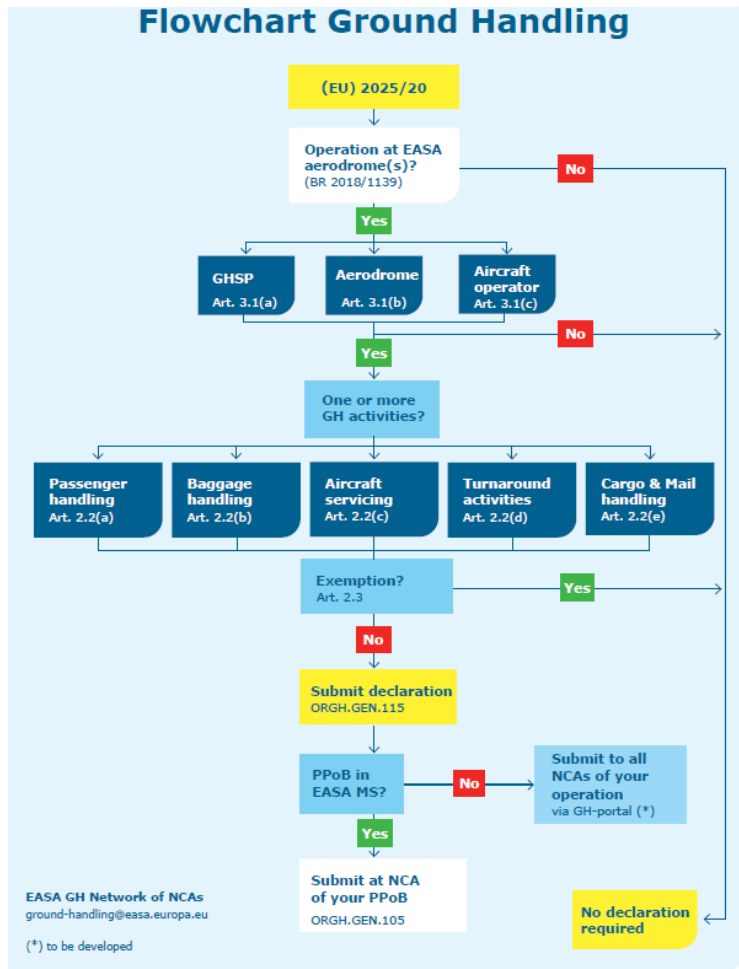 Flowchart Ground Handling
(EU) 2025/20
Operation at EASA
aerodrome(s)?
(BR 2018/1139)
No
Yes
GHSP
Art. 3.1(a)
Aerodrome
Art. 3.1(b)
Aircraft
operator
Art. 3.1(c)
No
Yes
One or more
GH activities?
Passenger
handling
Art. 2.2(a)
Baggage
handling
Art. 2.2(b)
Aircraft
servicing
Art. 2.2(c)
Turnaround
activities
Art. 2.2(d)
Cargo & Mail
handling
Art. 2.2(e)
Exemption?
Art. 2.3
Yes
No
Submit declaration
ORGH.GEN.115
PPoB in
EASA MS?
No
Submit to all
NCAs of your
operation
via GH-portal (*)
Yes
Submit at NCA
of your PPoB
ORGH.GEN.105
EASA GH Network of NCAs
ground-handling@easa.europa.eu
(*) to be developed
No declaration
required